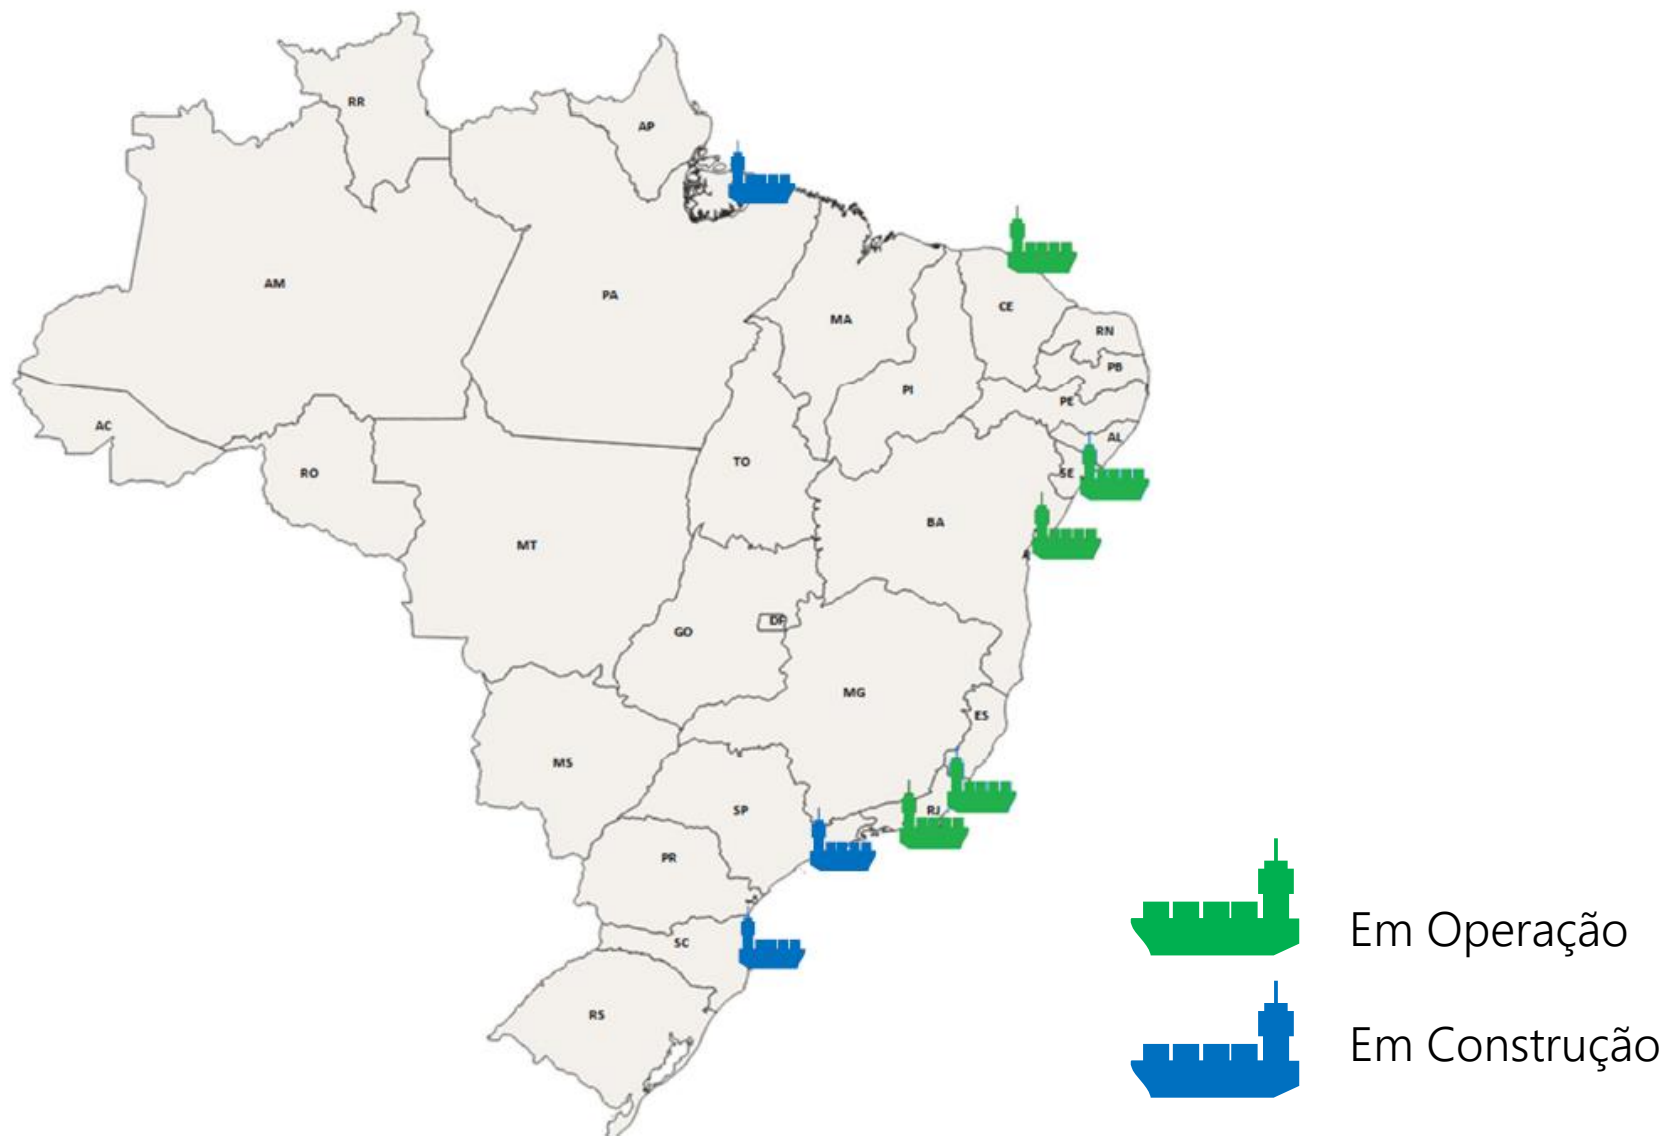 RR
AP
AM
PA
MA
CE
RN
PB
PE
PI
AL
AC
SE
TO
RO
BA
MT
DF
GO
MG
ES
MS
SP
RJ
PR
SC
RS
Em Operação
Em Construção